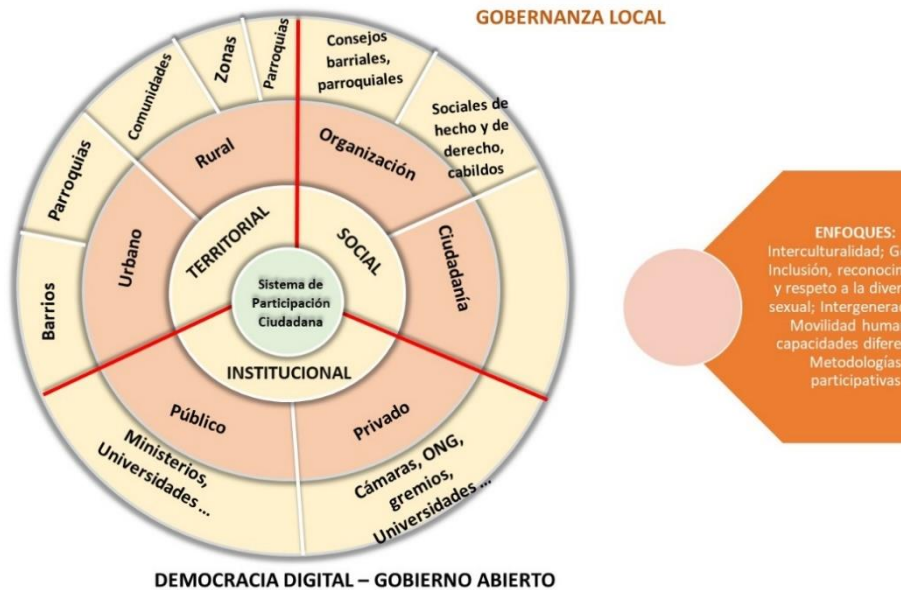 GOBERNANZA LOCAL
Parroquias
Zonas
Comunidades
Parroquias
Barrios
Consejos
barriales,
parroquiales
Sociales de
hecho y de
derecho,
cabildos
Rural
Urbano
Organización
Ciudadanía
TERRITORIAL
SOCIAL
INSTITUCIONAL
Sistema de
Participación
Ciudadana
Público
Privado
Ministerios,
Universidades ...
Cámaras, ONG,
gremios,
Universidades ...
ENFOQUES:
Interculturalidad;
Inclusión,
y respeto a la
sexual;
Movilidad
capacidades
Metodologías
participativas
DEMOCRACIA DIGITAL – GOBIERNO ABIERTO